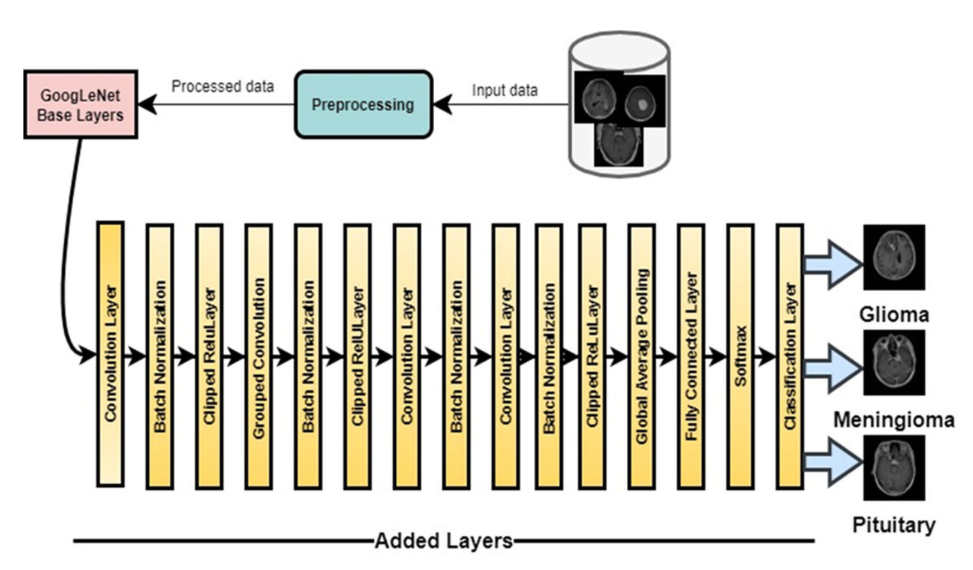 GoogLeNet
Base Layers
Processed data
Preprocessing
Input data
Convolution Layer
Batch Normalization
Clipped ReluLayer
Grouped Convolution
Batch Normalization
Clipped RelULayer
Convolution Layer
Batch Normalization
Convolution Layer
Batch Normalization
Clipped ReLuLayer
Global Average Pooling
Fully Connected Layer
Softmax
Classification Layer
Glioma
Meningioma
Pituitary
Added Layers